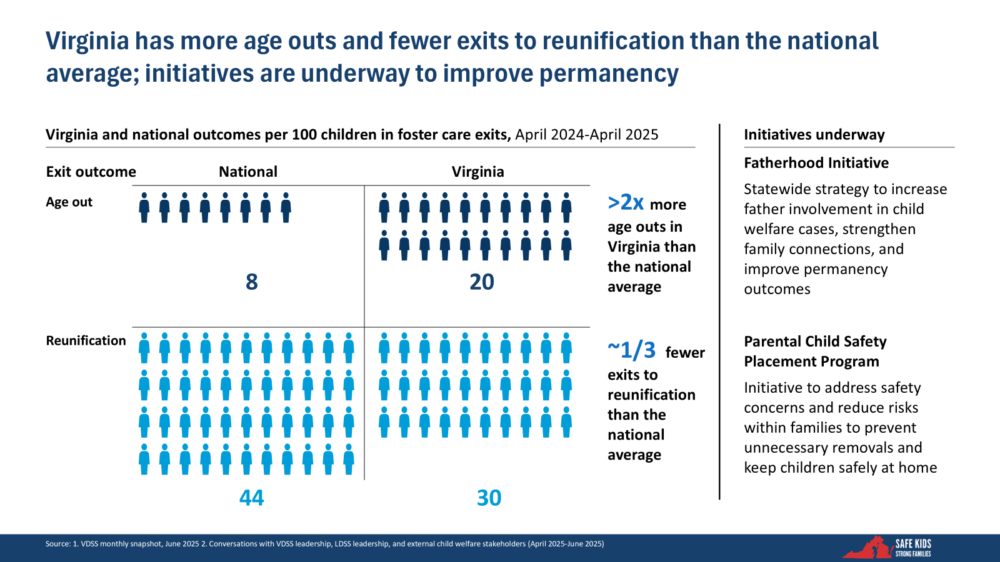 Virginia has more age outs and fewer exits to reunification than the national
average; initiatives are underway to improve permanency
Virginia and national outcomes per 100 children in foster care exits, April 2024-April 2025
Exit outcome
National
Virginia
Age out
8
20
>2x more
age outs in
Virginia than
the national
average
Reunification
44
30
~1/3 fewer
exits to
reunification
than the
national
average
Initiatives underway
Fatherhood Initiative
Statewide strategy to increase
father involvement in child
welfare cases, strengthen
family connections, and
improve permanency
outcomes
Parental Child Safety
Placement Program
Initiative to address safety
concerns and reduce risks
within families to prevent
unnecessary removals and
keep children safely at home
Source: 1. VDSS monthly snapshot, June 2025 2. Conversations with VDSS leadership, LDSS leadership, and external child welfare stakeholders (April 2025-June 2025)
SAFE KIDS
STRONG FAMILIES